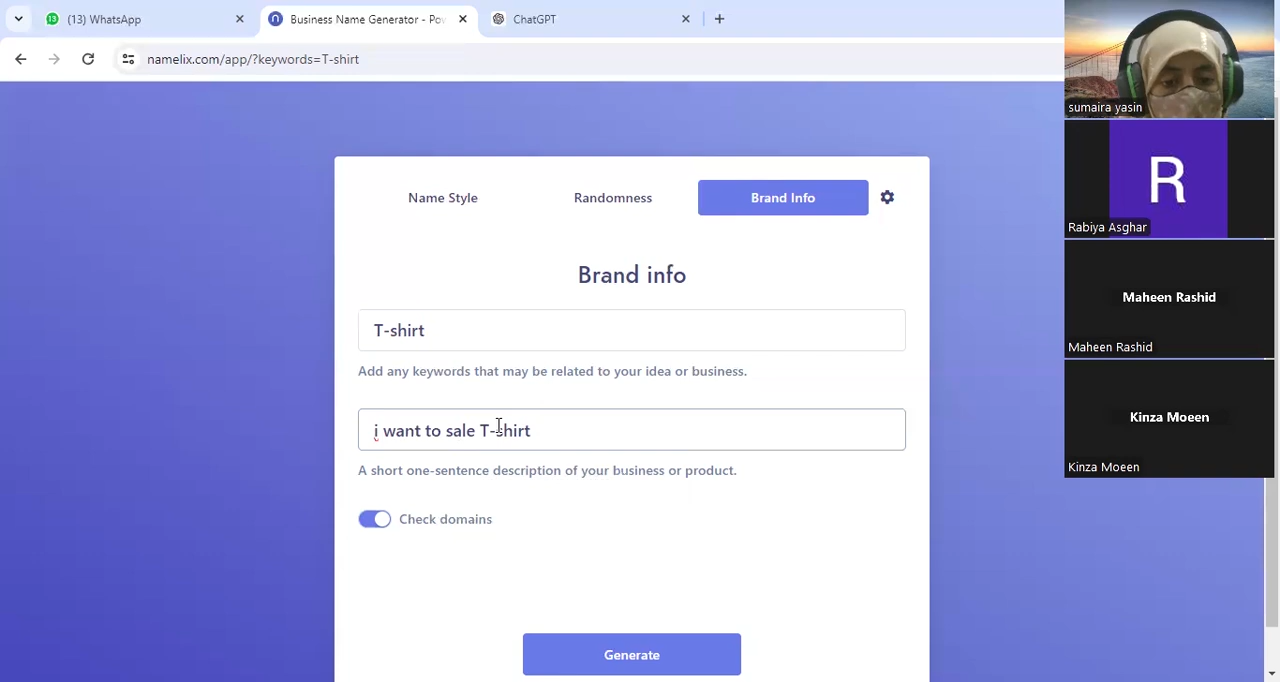 (13) WhatsApp
Business Name Generator - Pow
ChatGPT
namelix.com/app/?keywords=T-shirt
Name Style
Randomness
Brand Info
Brand info
T-shirt
Add any keywords that may be related to your idea or business.
i want to sale T-shirt
A short one-sentence description of your business or product.
Check domains
Generate
sumaira yasin
R
Rabiya Asghar
Maheen Rashid
Maheen Rashid
Kinza Moeen
Kinza Moeen